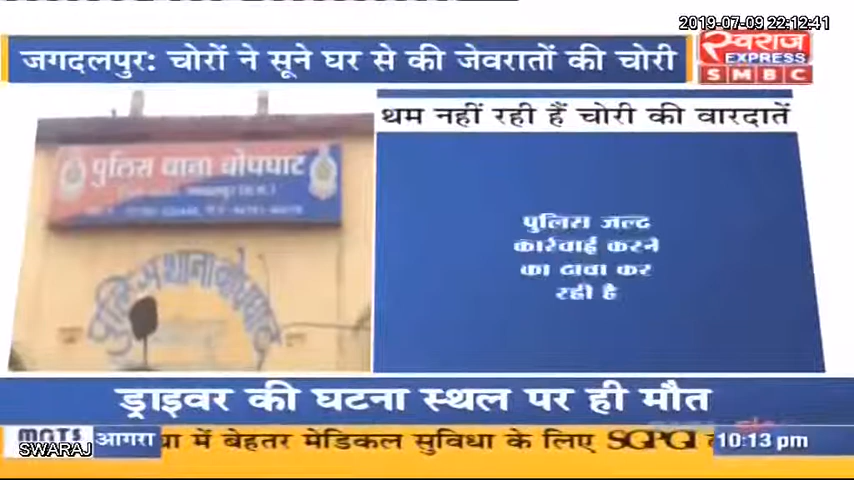 2019-07-09 22:12:41
जगदलपुर: चोरों ने सूने घर से की जेवरातों की चोरी
स्वराज
EXPRESS
SMBC
थम नहीं रही हैं चोरी की वारदातें
पुलिस थाना बोधघाट
पुलिस थाना बोधघाट
पुलिस जल्द
कार्रवाई करने
का दावा कर
रही है
ड्राइवर की घटना स्थल पर ही मौत
SWARAJ
आगरा
में बेहतर मेडिकल सुविधा के लिए SGPGI
10:13 pm